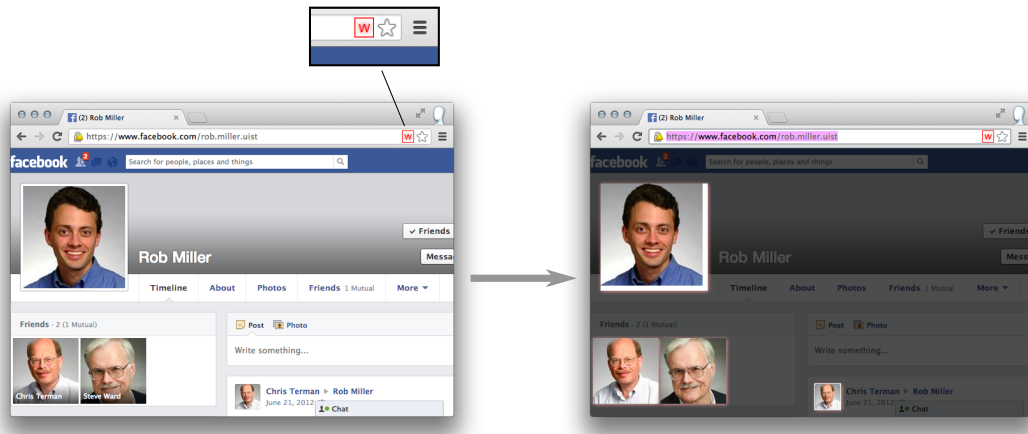 W
(2) Rob Miller
https://www.facebook.com/rob.miller.uist
W
facebook
2
Search for people, places and things
✓ Friends
Rob Miller
Messa
Timeline About Photos Friends 1 Mutual More
Friends · 2 (1 Mutual)
Post Photo
Write something...
Chris Terman
Steve Ward
Chris Terman ▸ Rob Miller
June 21, 2012
Chat
(2) Rob Miller
https://www.facebook.com/rob.miller.uist
W
facebook
2
Search for people, places and things
✓ Friends
Rob Miller
Mess
Timeline About Photos Friends 1 Mutual More
Friends · 2 (1 Mutual)
Post Photo
Write something...
Chris Terman ▸ Rob Miller
June 21, 2012
Chat